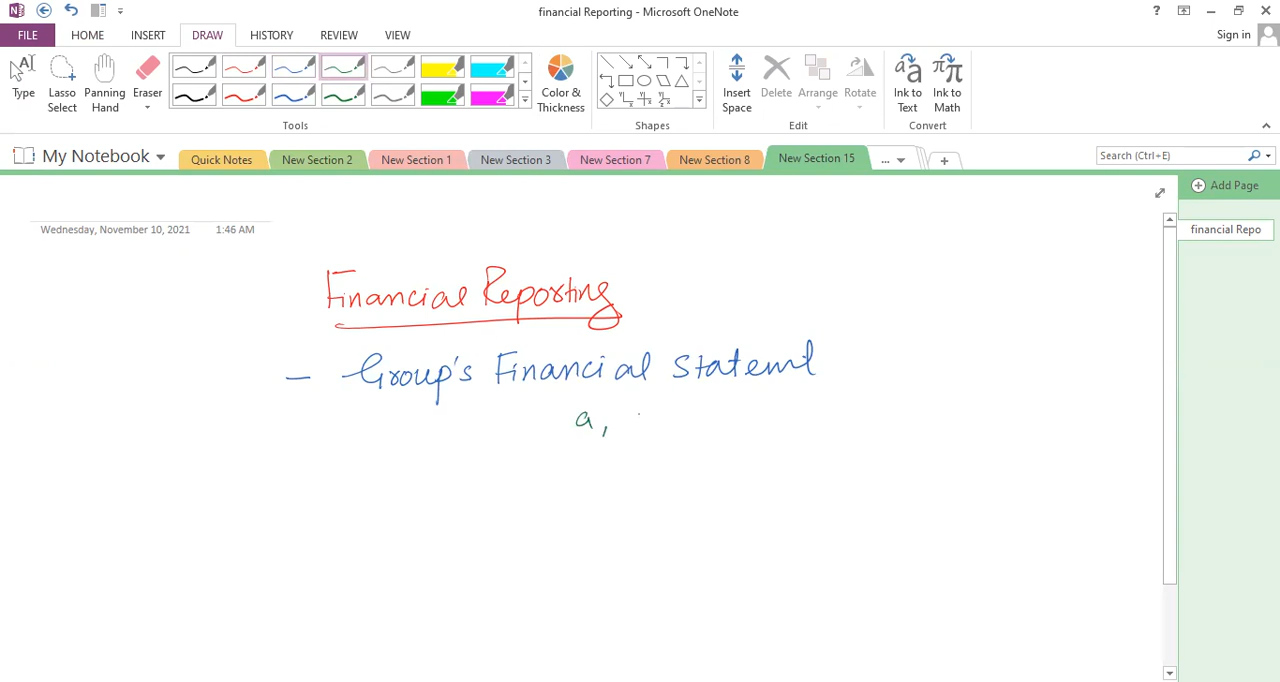 financial Reporting - Microsoft OneNote
?
FILE HOME INSERT DRAW HISTORY REVIEW VIEW
Sign in
Type
Lasso Select
Panning Hand
Eraser
Color & Thickness
Insert Space
Delete
Arrange
Rotate
Ink to Text
Ink to Math
Tools Shapes Edit Convert
My Notebook Quick Notes New Section 2 New Section 1 New Section 3 New Section 7 New Section 8 New Section 15 ... Search (Ctrl+E)
Add Page
financial Repo
Wednesday, November 10, 2021 1:46 AM
Financial Reporting
- Group's Financial Statemt
a,